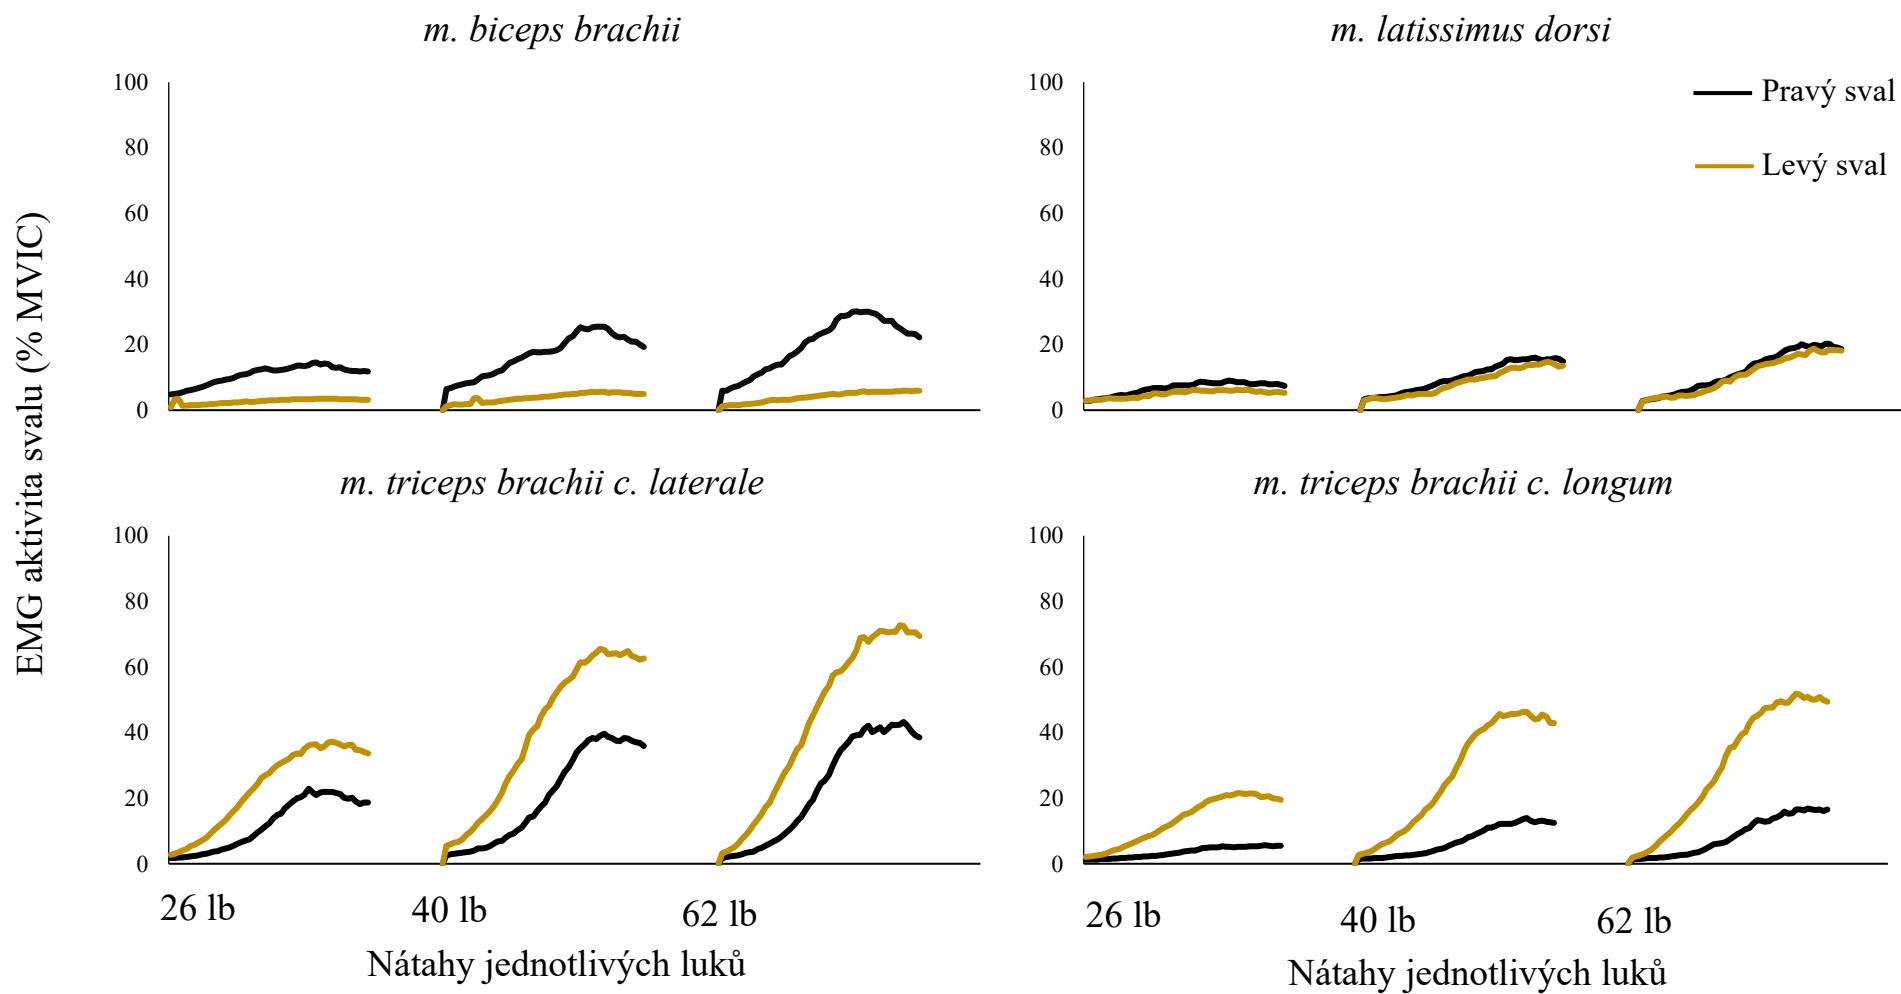 m. biceps brachii
m. latissimus dorsi
100
80
60
40
20
0
100
80
60
40
20
0
Pravý sval
Levý sval
EMG aktivita svalu (% MVIC)
m. triceps brachii c. laterale
m. triceps brachii c. longum
100
80
60
40
20
0
100
80
60
40
20
0
26 lb
40 lb
62 lb
26 lb
40 lb
62 lb
Nátahy jednotlivých luků
Nátahy jednotlivých luků